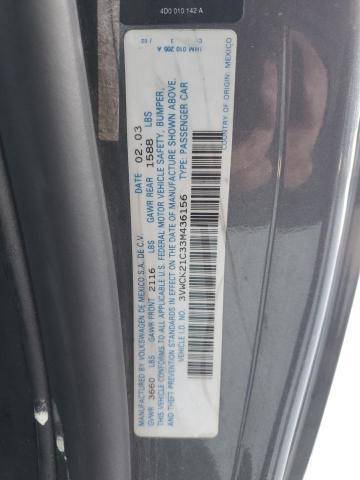 4D0 010 142 A
MANUFACTURED BY VOLKSWAGEN DE MEXICO S.A. DE C.V. DATE 02.03
GVWR 3660 LBS GAWR FRONT 2116 LBS GAWR REAR 1588 LBS
THIS VEHICLE CONFORMS TO ALL APPLICABLE U.S. FEDERAL MOTOR VEHICLE SAFETY, BUMPER,
AND THEFT PREVENTION STANDARDS IN EFFECT ON THE DATE OF MANUFACTURE SHOWN ABOVE.
VEHICLE I.D. NO.: 3VWCK21C33M436156 TYPE: PASSENGER CAR
COUNTRY OF ORIGIN: MEXICO
1HM 010 205 A